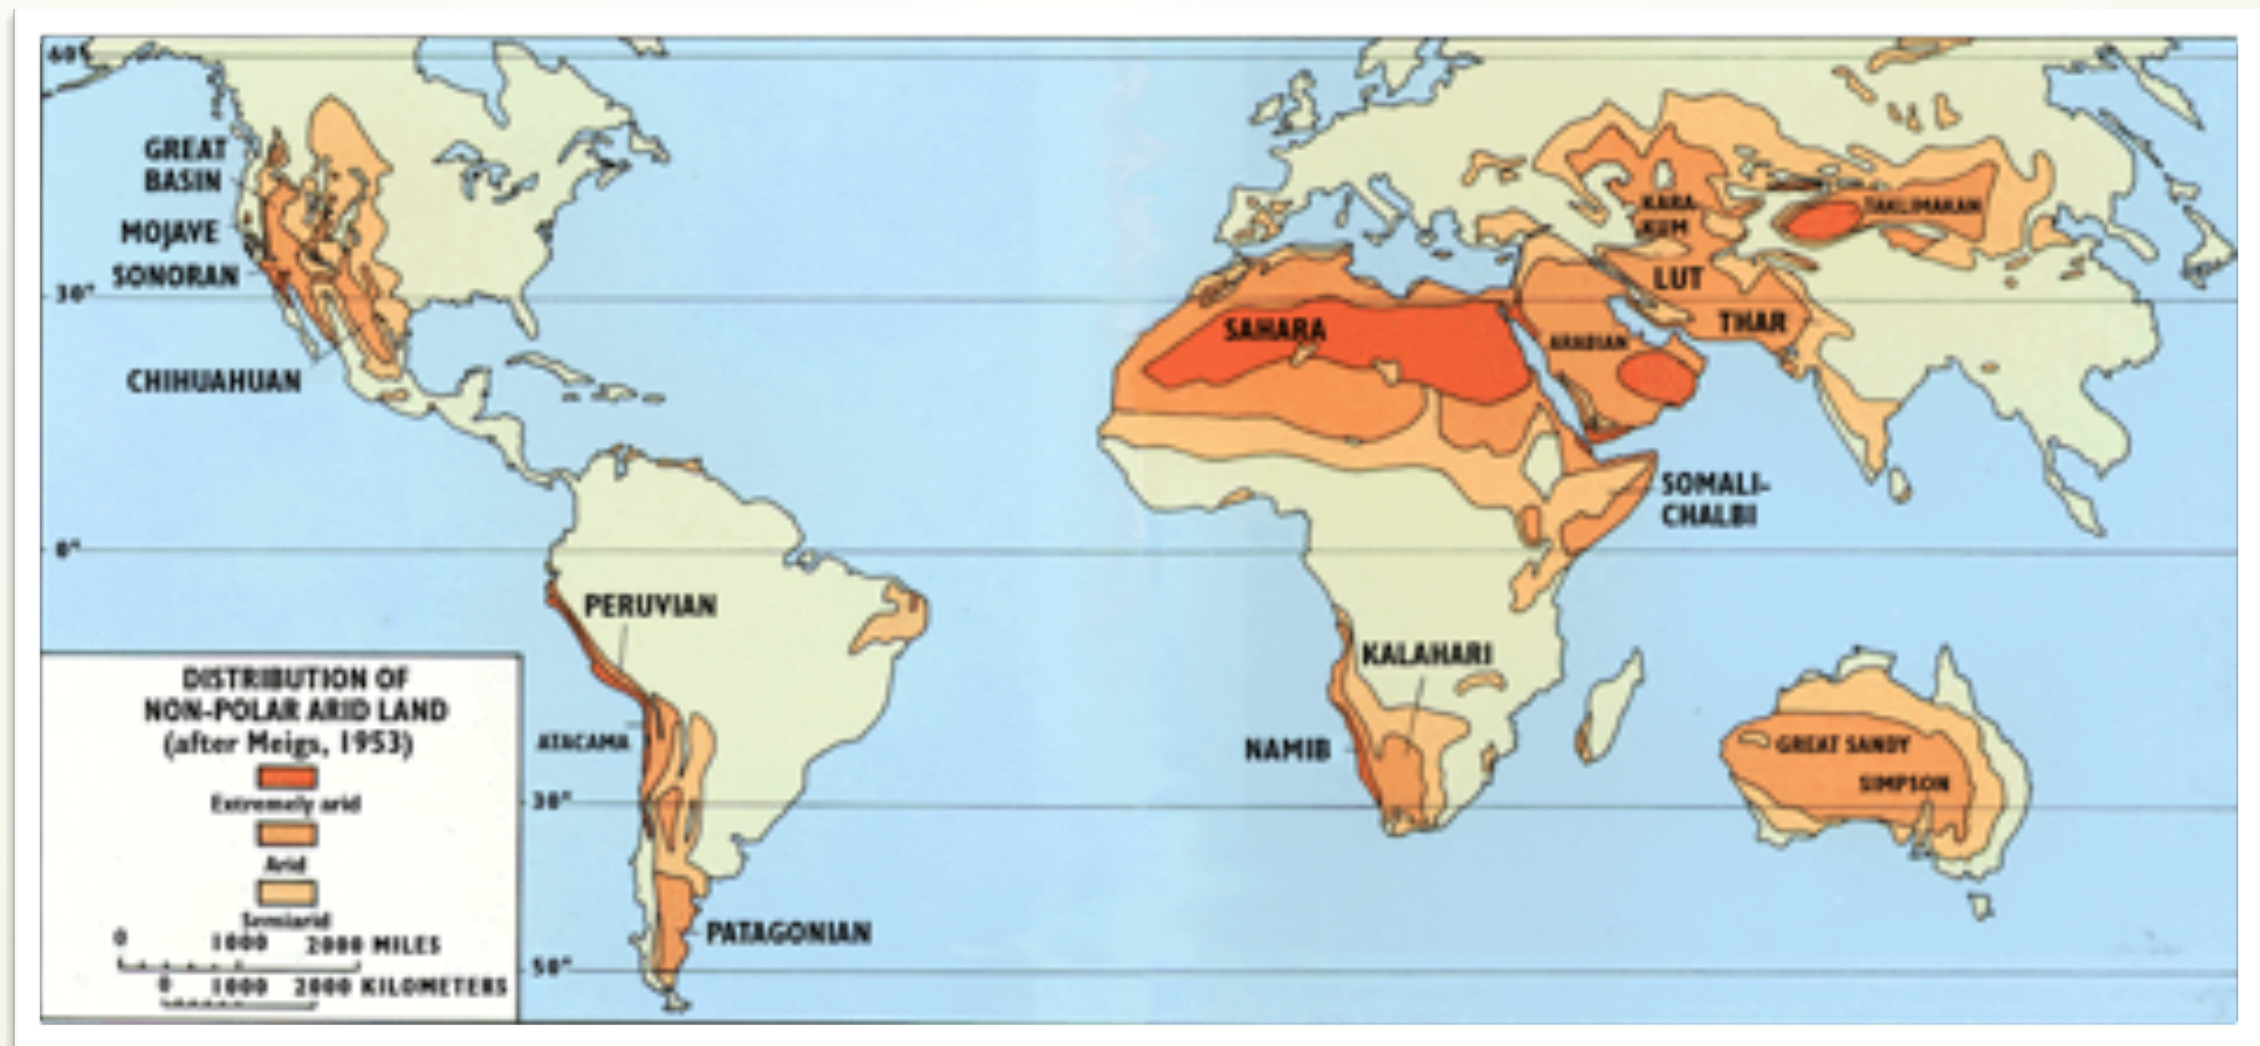 60°
GREAT
BASIN
MOJAVE
SONORAN
30°
CHIHUAHUAN
0°
PERUVIAN
ATACAMA
30°
PATAGONIAN
50°
KARA
KUM
TAKLIMAKAN
LUT
THAR
SAHARA
ARABIAN
SOMALI-
CHALBI
KALAHARI
NAMIB
GREAT SANDY
SIMPSON
DISTRIBUTION OF
NON-POLAR ARID LAND
(after Meigs, 1953)
Extremely arid
Arid
Semiarid
0 1000 2000 MILES
0 1000 2000 KILOMETERS